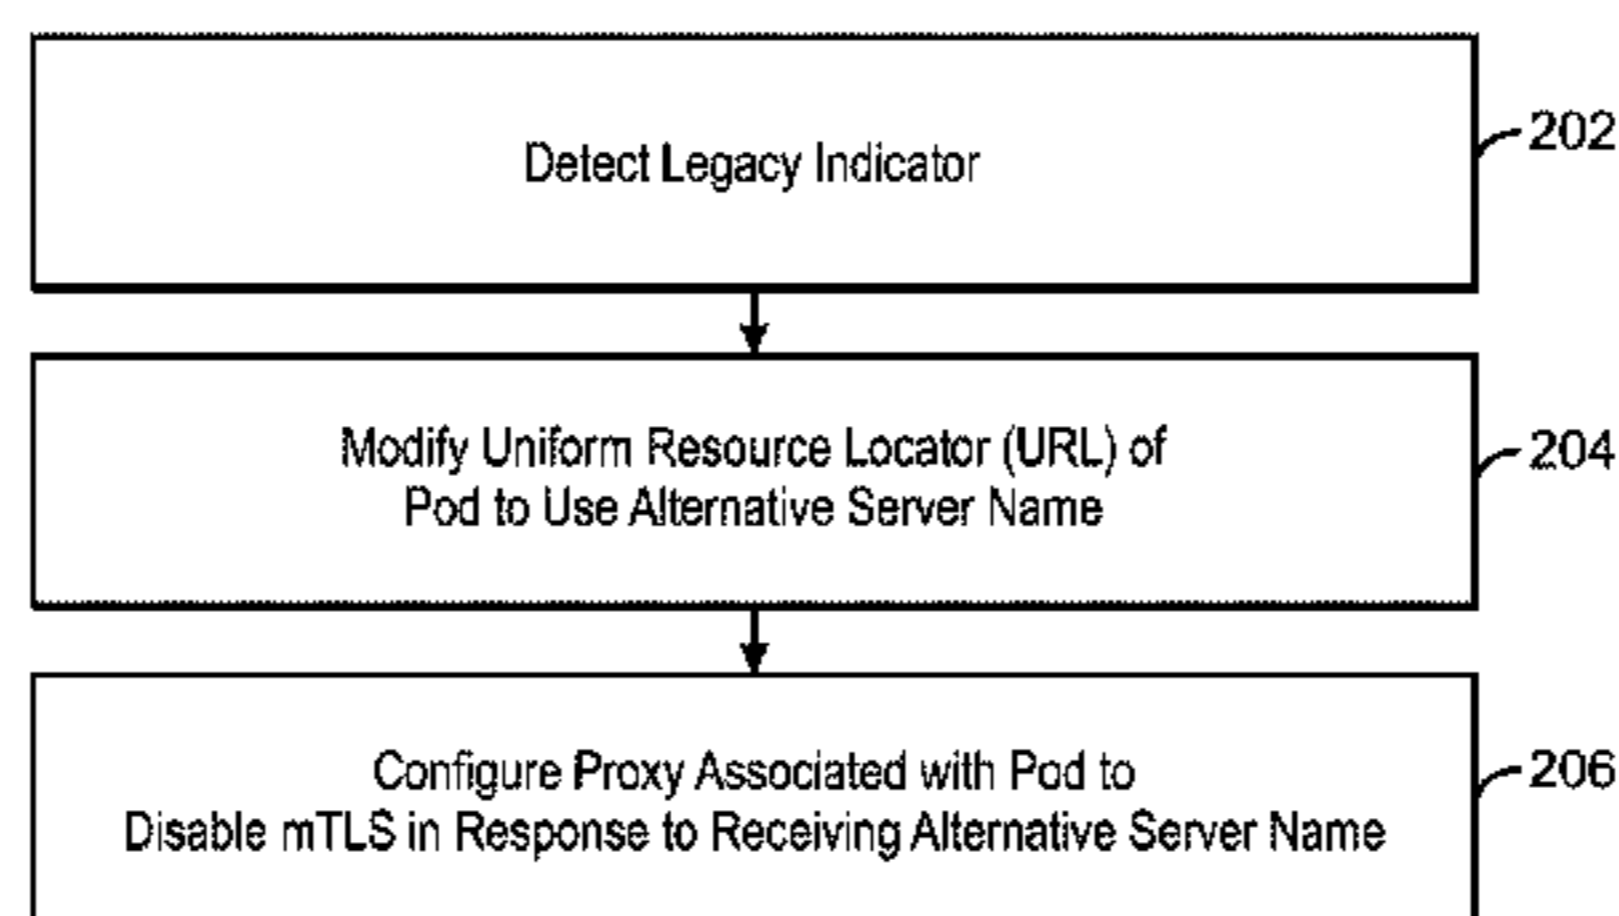 Detect Legacy Indicator
202
Modify Uniform Resource Locator (URL) of
Pod to Use Alternative Server Name
204
Configure Proxy Associated with Pod to
Disable mTLS in Response to Receiving Alternative Server Name
206